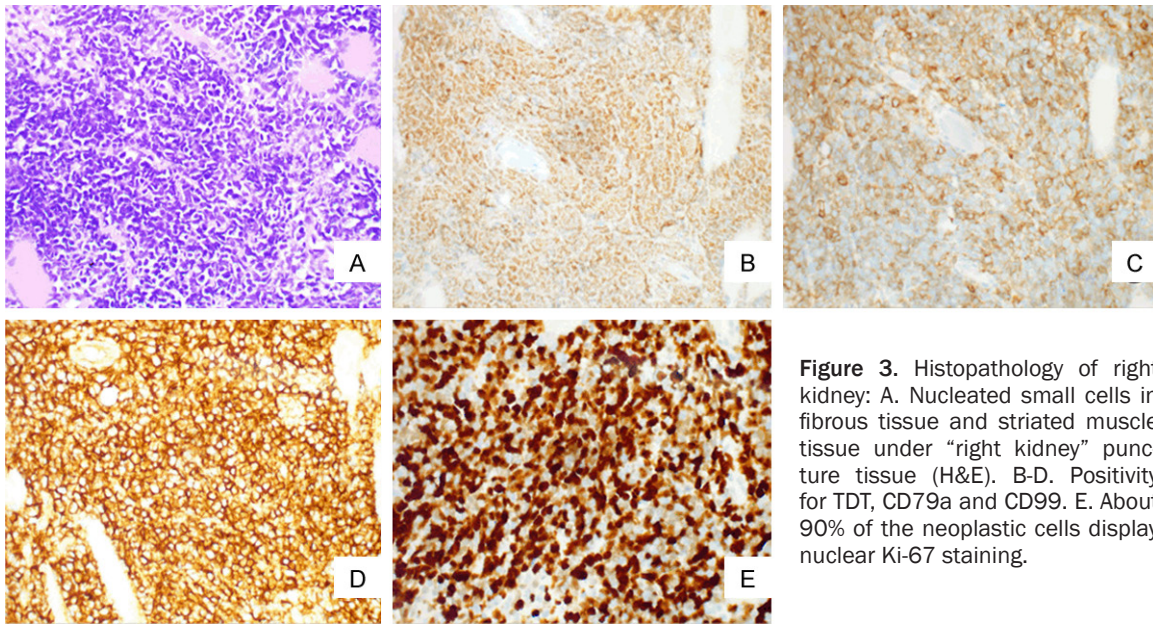 A
B
C
D
E
Figure 3. Histopathology of right
kidney: A. Nucleated small cells in
fibrous tissue and striated muscle
tissue under “right kidney” punc-
ture tissue (H&E). B-D. Positivity
for TDT, CD79a and CD99. E. About
90% of the neoplastic cells display
nuclear Ki-67 staining.